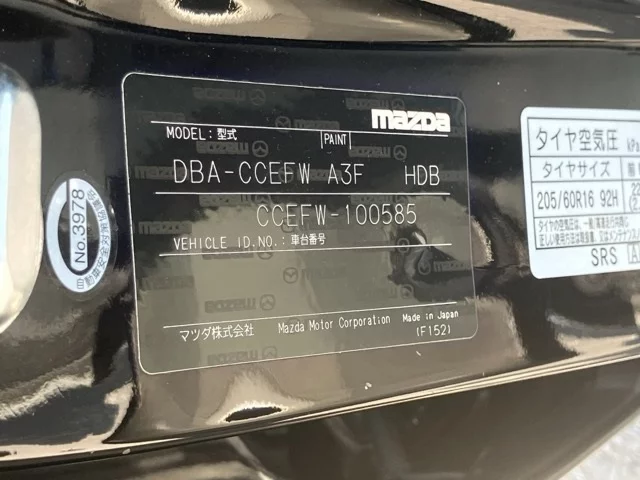 mazda
MODEL:型式
PAINT
DBA-CCEFW A3F HDB
CCEFW-100585
VEHICLE ID.NO.:車台番号
マツダ株式会社 Mazda Motor Corporation Made in Japan
(F152)
No.3978
タイヤ空気圧
kPa
タイヤサイズ
205/60R16 92H
SRS